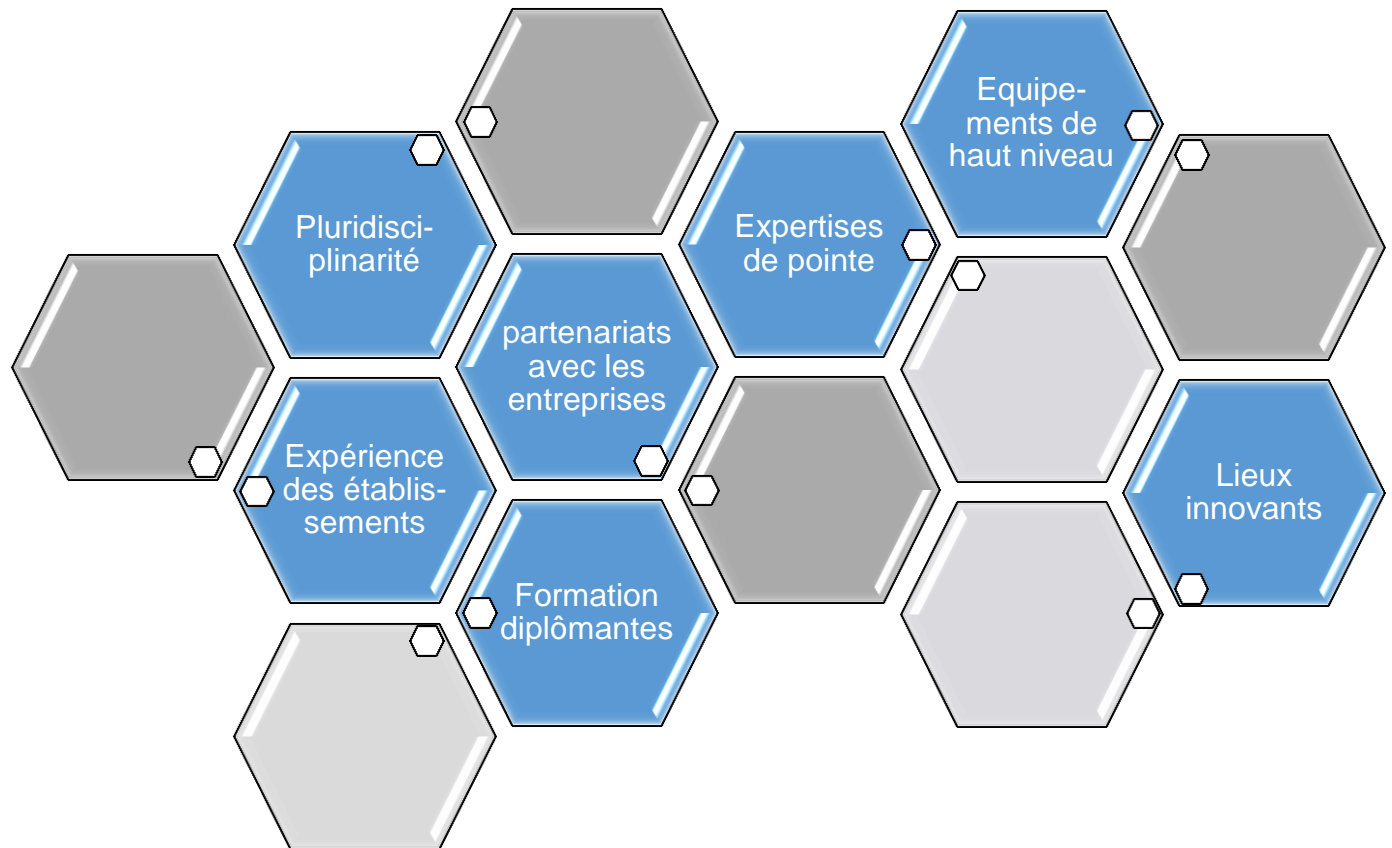 Equipe-
ments de
haut niveau
Pluridisci-
plinarité
Expertises
de pointe
partenariats
avec les
entreprises
Expérience
des établis-
sements
Lieux
innovants
Formation
diplômantes